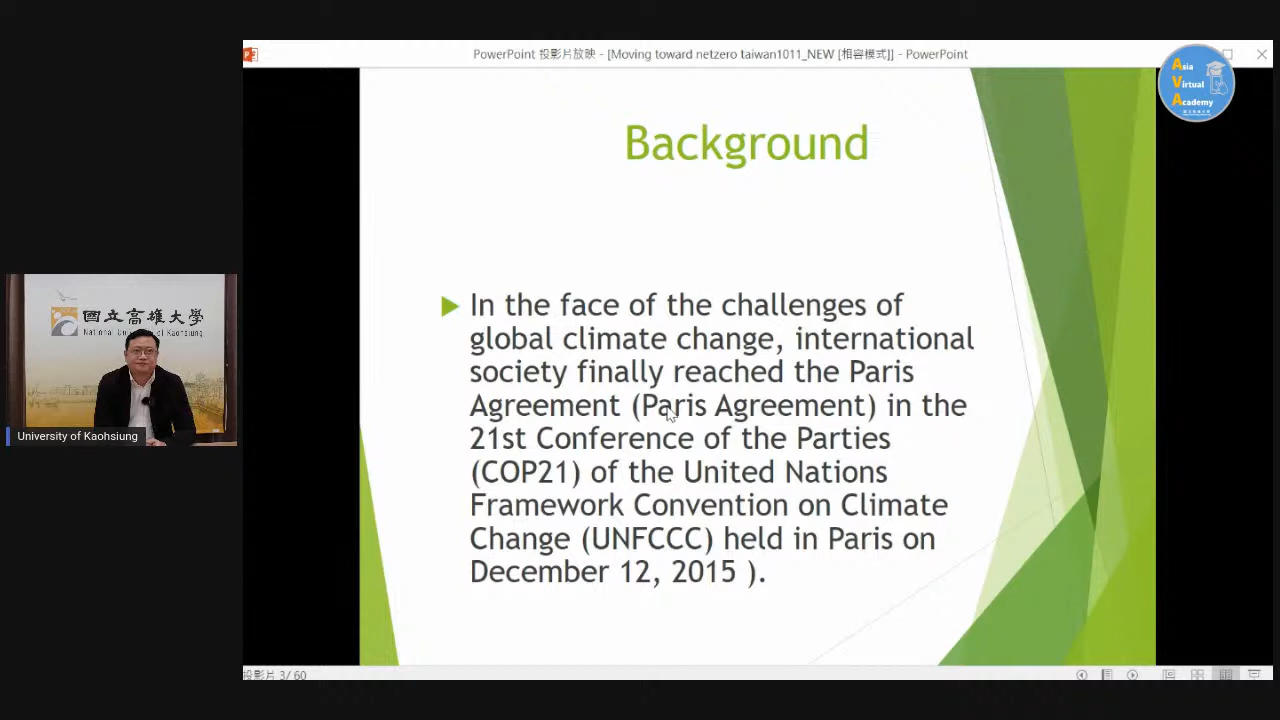 PowerPoint 投影片放映 - [Moving toward netzero taiwan1011_NEW [相容模式]] - PowerPoint
Asia
Virtual
Academy
Background
In the face of the challenges of
global climate change, international
society finally reached the Paris
Agreement (Paris Agreement) in the
21st Conference of the Parties
(COP21) of the United Nations
Framework Convention on Climate
Change (UNFCCC) held in Paris on
December 12, 2015 ).
國立高雄大學
National University of Kaohsiung
University of Kaohsiung
投影片 3/60